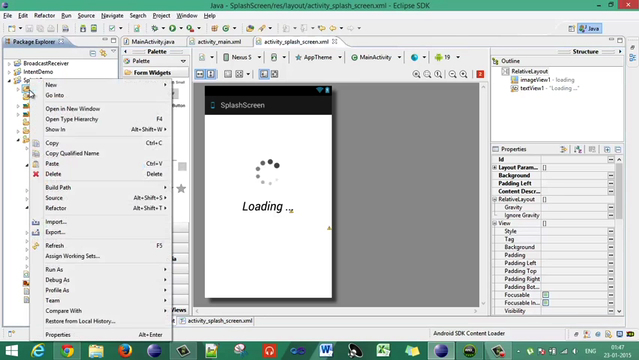 Java - SplashScreen/res/layout/activity_splash_screen.xml - Eclipse SDK
Edit Refactor Run Source Navigate Search Project Refactor Window Help
Quick Access
Java
Package Explorer
MainActivity.java
activity_main.xml
activity_splash_screen.xml
BroadcastReceiver
IntentDemo
New
Go Into
Open in New Window
Open Type Hierarchy F4
Show In Alt+Shift+W
Copy Ctrl+C
Copy Qualified Name
Paste Ctrl+V
Delete Delete
Build Path
Source Alt+Shift+S
Refactor Alt+Shift+T
Import...
Export...
Refresh F5
Assign Working Sets...
Run As
Debug As
Profile As
Team
Compare With
Restore from Local History...
Properties Alt+Enter
Palette
Palette
Form Widgets
Nexus 5
AppTheme
MainActivity
SplashScreen
Loading ...
activity_splash_screen.xml
Structure
Outline
RelativeLayout
imageView1 - Loading
textView1 - "Loading ..."
Properties
Id
Layout Param... []
Background
Content Descr...
Padding Left
RelativeLayout []
Gravity
Ignore Gravity
View []
Style
Tag
Background
Padding
Padding Left
Padding Top
Padding Right
Padding Bott...
Focusable
Focusable In...
Visibility
Android SDK Content Loader
ENG
01:47
23-01-2015